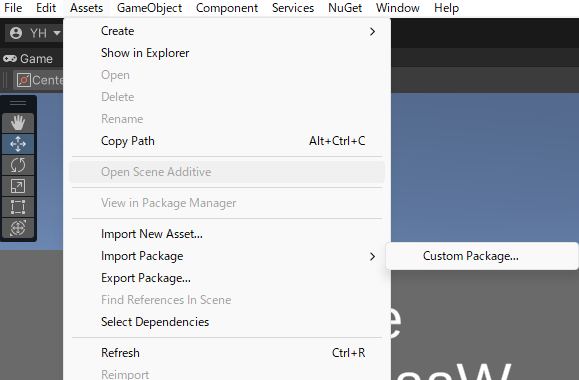 File Edit Assets GameObject Component Services NuGet Window Help
YH
Game
Create
Show in Explorer
Open
Delete
Rename
Copy Path Alt+Ctrl+C
Open Scene Additive
View in Package Manager
Import New Asset...
Import Package
Custom Package...
Export Package...
Find References In Scene
Select Dependencies
Refresh Ctrl+R
Reimport